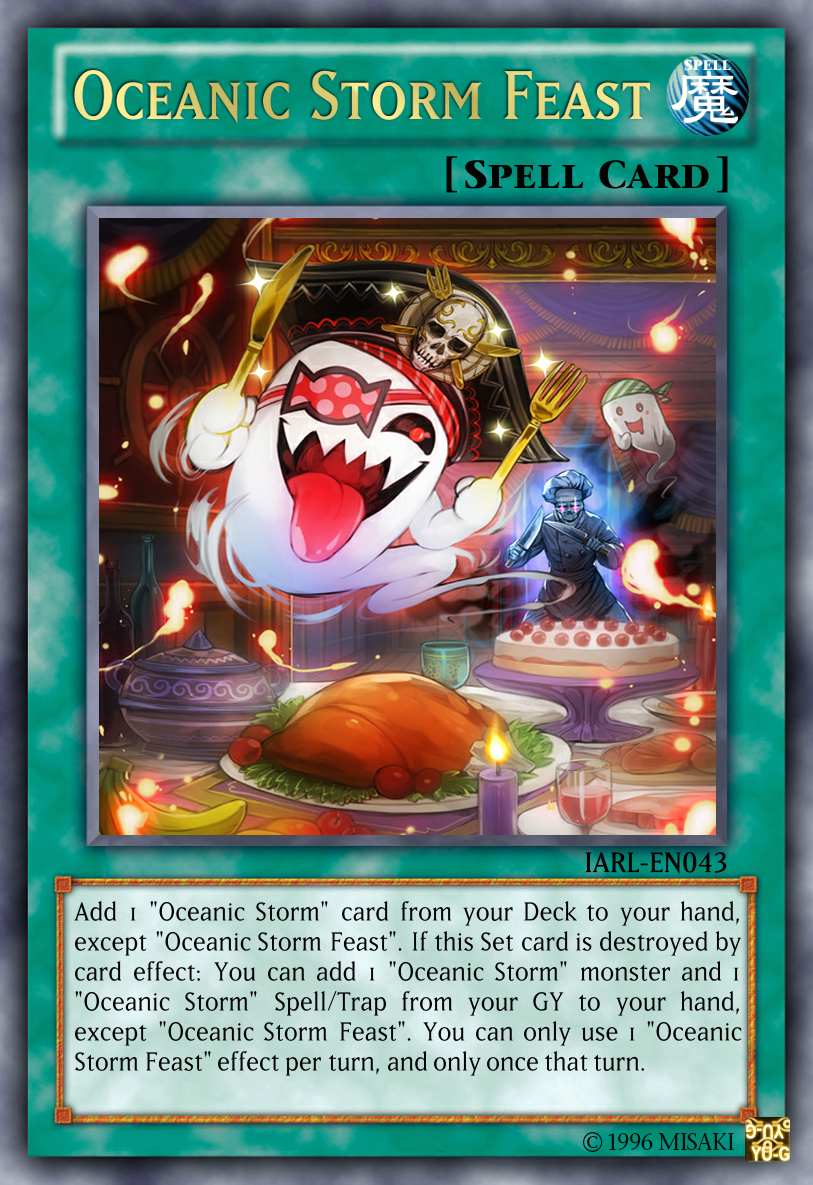 Oceanic Storm Feast
SPELL
魔
[Spell Card]
IARL-EN043
Add 1 "Oceanic Storm" card from your Deck to your hand,
except "Oceanic Storm Feast". If this Set card is destroyed by
card effect: You can add 1 "Oceanic Storm" monster and 1
"Oceanic Storm" Spell/Trap from your GY to your hand,
except "Oceanic Storm Feast". You can only use 1 "Oceanic
Storm Feast" effect per turn, and only once that turn.
© 1996 MISAKI